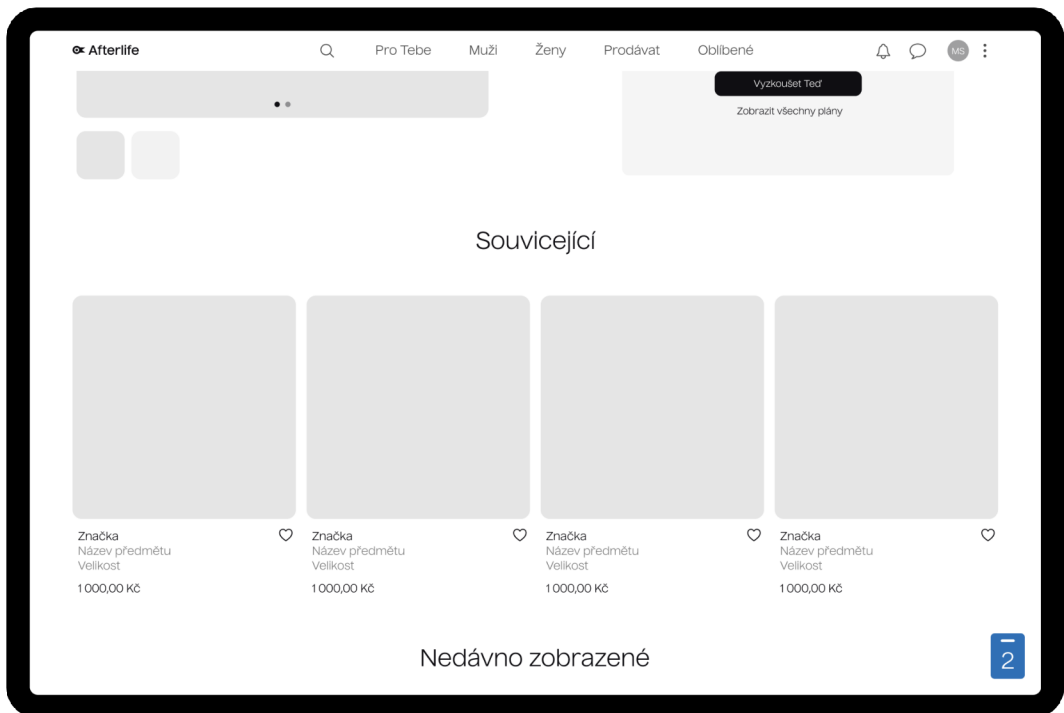 Afterlife
Pro Tebe
Muži
Ženy
Prodávat
Oblíbené
MS
Vyzkoušet Teď
Zobrazit všechny plány
Souvicející
Značka
Název předmětu
Velikost
1 000,00 Kč
Značka
Název předmětu
Velikost
1 000,00 Kč
Značka
Název předmětu
Velikost
1 000,00 Kč
Značka
Název předmětu
Velikost
1 000,00 Kč
Nedávno zobrazené
2